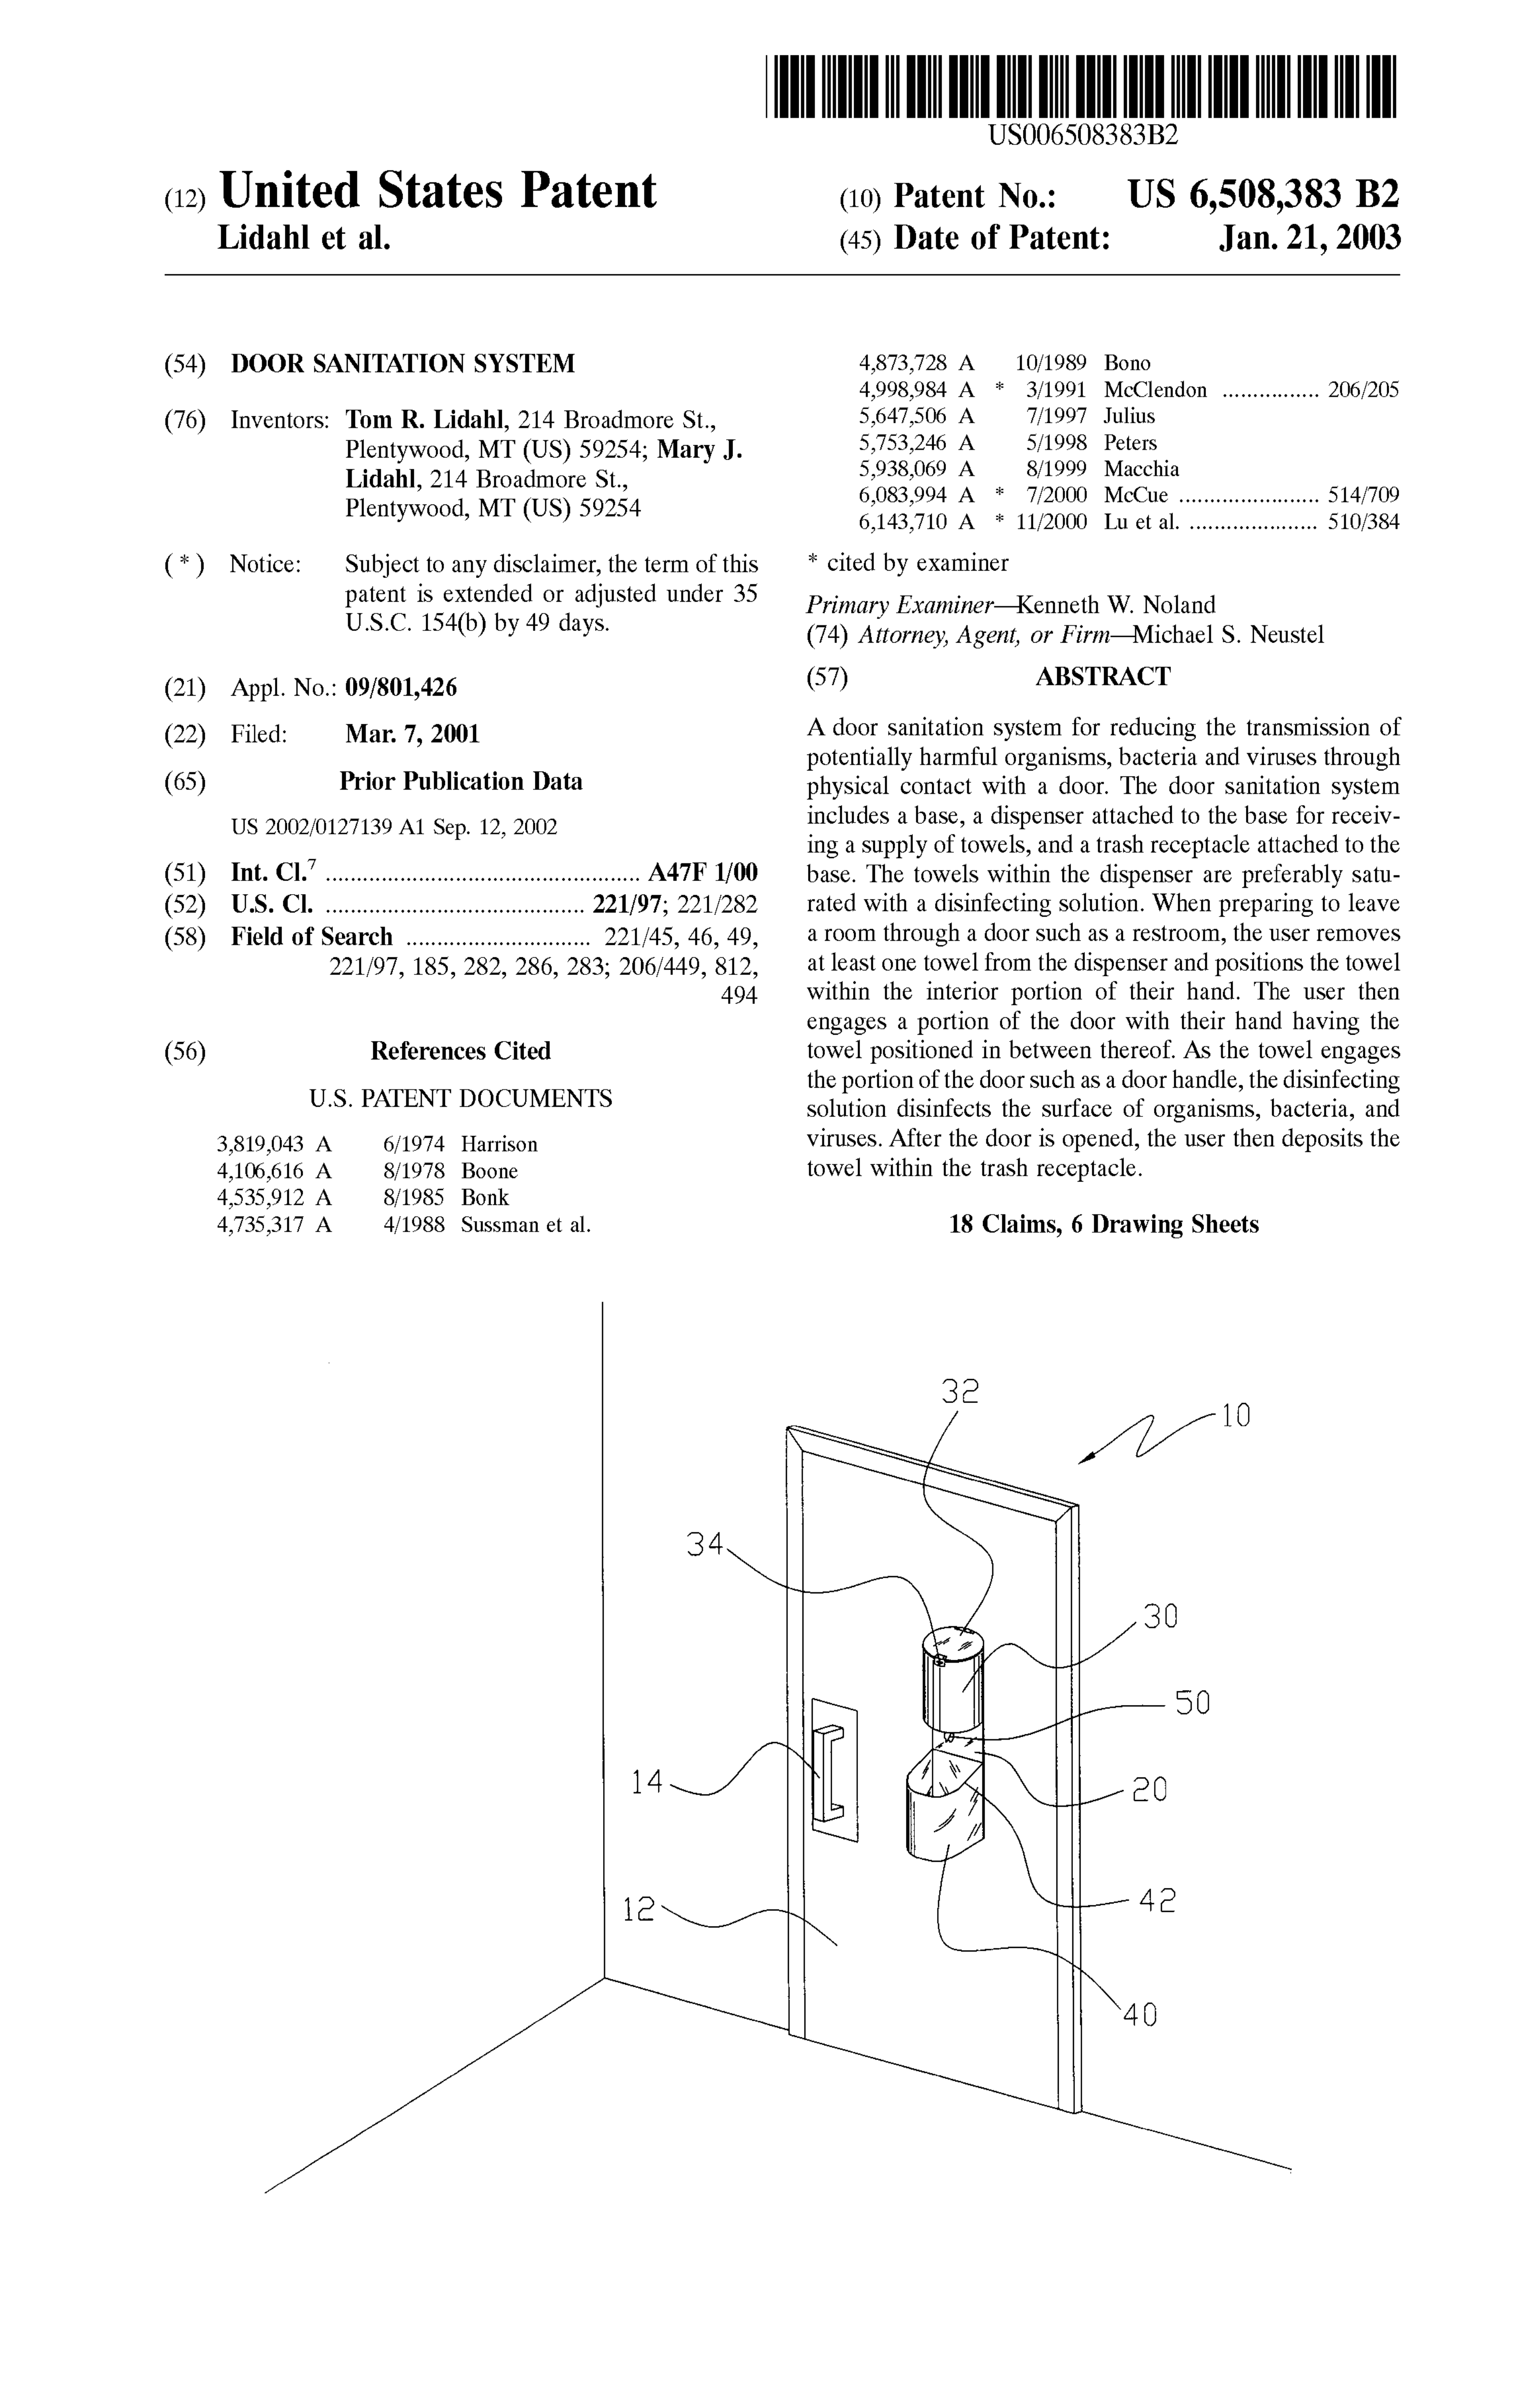 US006508383B2
(12) United States Patent
Lidahl et al.
(10) Patent No.: US 6,508,383 B2
(45) Date of Patent: Jan. 21, 2003
(54) DOOR SANITATION SYSTEM
(76) Inventors: Tom R. Lidahl, 214 Broadmore St.,
Plentywood, MT (US) 59254; Mary J.
Lidahl, 214 Broadmore St.,
Plentywood, MT (US) 59254
( * ) Notice: Subject to any disclaimer, the term of this
patent is extended or adjusted under 35
U.S.C. 154(b) by 49 days.
(21) Appl. No.: 09/801,426
(22) Filed: Mar. 7, 2001
(65) Prior Publication Data
US 2002/0127139 A1 Sep. 12, 2002
(51) Int. Cl.7 ................................................... A47F 1/00
(52) U.S. Cl. .......................................... 221/97; 221/282
(58) Field of Search .............................. 221/45, 46, 49,
221/97, 185, 282, 286, 283; 206/449, 812,
494
(56) References Cited
U.S. PATENT DOCUMENTS
3,819,043 A 6/1974 Harrison
4,106,616 A 8/1978 Boone
4,535,912 A 8/1985 Bonk
4,735,317 A 4/1988 Sussman et al.
4,873,728 A 10/1989 Bono
4,998,984 A * 3/1991 McClendon ................ 206/205
5,647,506 A 7/1997 Julius
5,753,246 A 5/1998 Peters
5,938,069 A 8/1999 Macchia
6,083,994 A * 7/2000 McCue ....................... 514/709
6,143,710 A * 11/2000 Lu et al. ..................... 510/384
* cited by examiner
Primary Examiner—Kenneth W. Noland
(74) Attorney, Agent, or Firm—Michael S. Neustel
(57) ABSTRACT
A door sanitation system for reducing the transmission of
potentially harmful organisms, bacteria and viruses through
physical contact with a door. The door sanitation system
includes a base, a dispenser attached to the base for receiv-
ing a supply of towels, and a trash receptacle attached to the
base. The towels within the dispenser are preferably satu-
rated with a disinfecting solution. When preparing to leave
a room through a door such as a restroom, the user removes
at least one towel from the dispenser and positions the towel
within the interior portion of their hand. The user then
engages a portion of the door with their hand having the
towel positioned in between thereof. As the towel engages
the portion of the door such as a door handle, the disinfecting
solution disinfects the surface of organisms, bacteria, and
viruses. After the door is opened, the user then deposits the
towel within the trash receptacle.
18 Claims, 6 Drawing Sheets
32
10
34
30
50
14
20
42
12
40